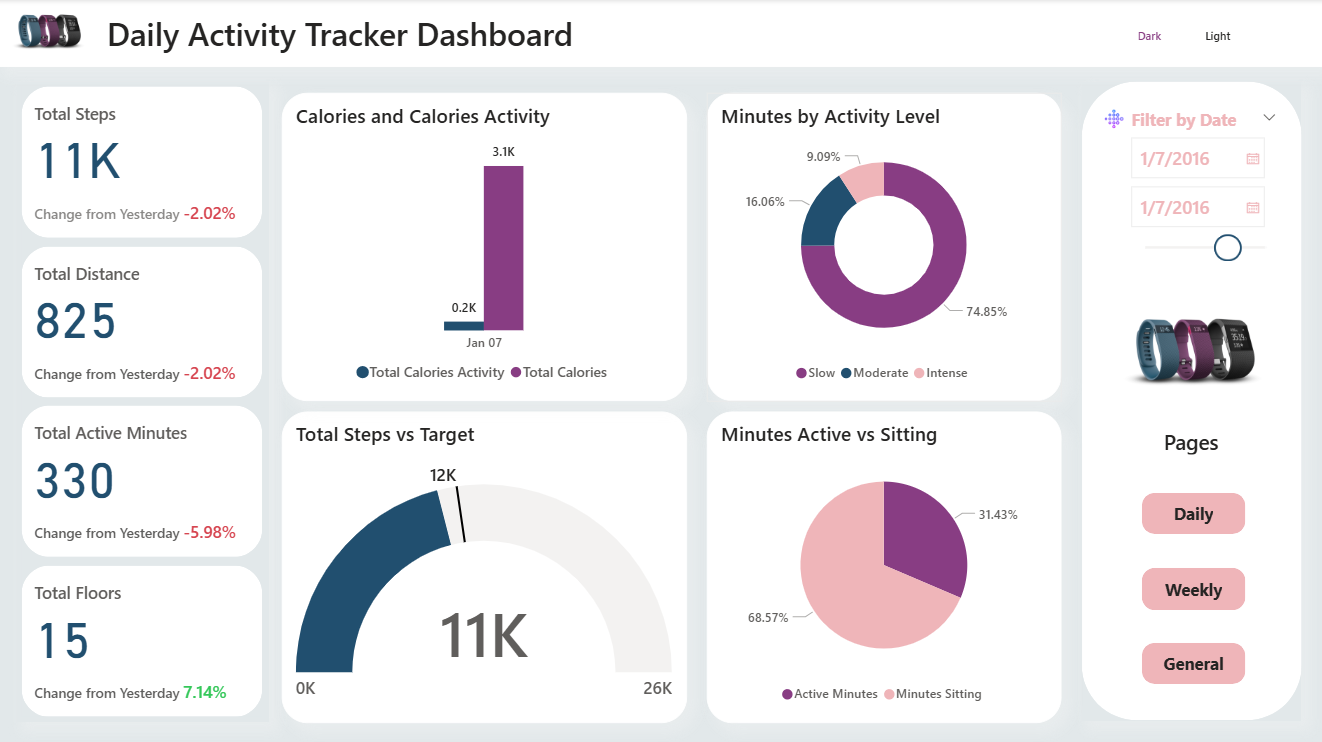 Daily Activity Tracker Dashboard
Dark
Light
Total Steps
11K
Change from Yesterday -2.02%
Total Distance
825
Change from Yesterday -2.02%
Total Active Minutes
330
Change from Yesterday -5.98%
Total Floors
15
Change from Yesterday 7.14%
Calories and Calories Activity
3.1K
0.2K
Jan 07
Total Calories Activity Total Calories
Minutes by Activity Level
9.09%
16.06%
74.85%
Slow Moderate Intense
Total Steps vs Target
12K
11K
0K
26K
Minutes Active vs Sitting
31.43%
68.57%
Active Minutes Minutes Sitting
Filter by Date
1/7/2016
1/7/2016
Pages
Daily
Weekly
General